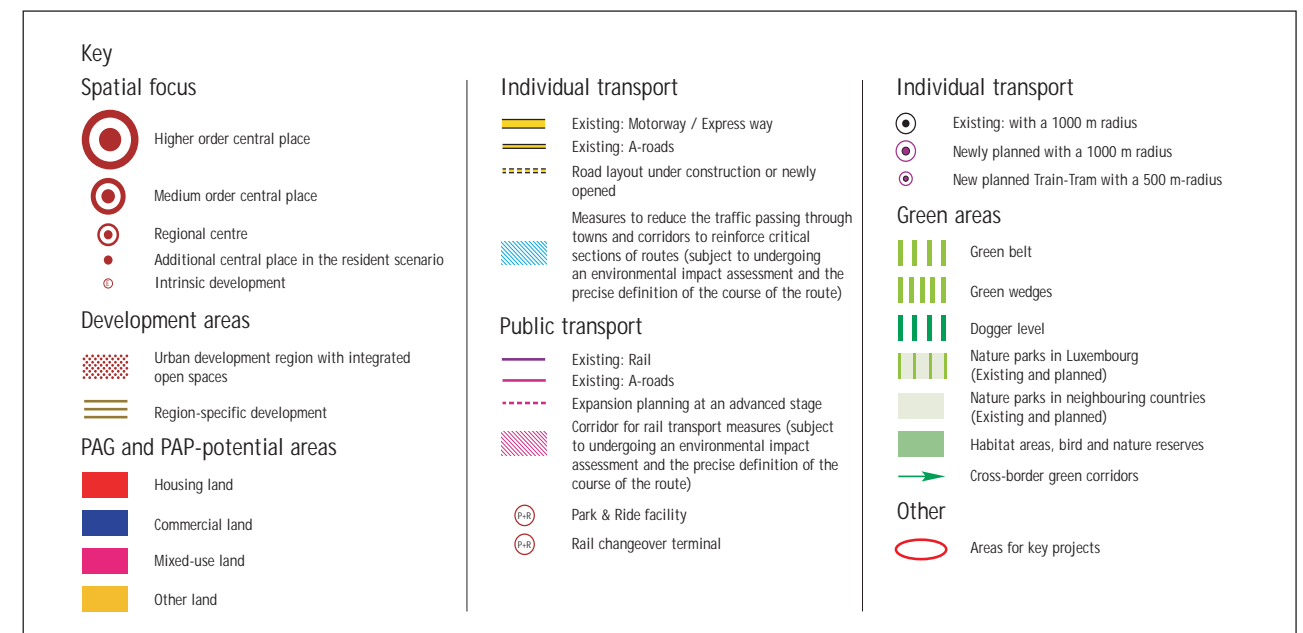 Key
Spatial focus
Higher order central place
Medium order central place
Regional centre
Additional central place in the resident scenario
E
Intrinsic development
Development areas
Urban development region with integrated
open spaces
Region-specific development
PAG and PAP-potential areas
Housing land
Commercial land
Mixed-use land
Other land
Individual transport
Existing: Motorway / Express way
Existing: A-roads
Road layout under construction or newly
opened
Measures to reduce the traffic passing through
towns and corridors to reinforce critical
sections of routes (subject to undergoing
an environmental impact assessment and the
precise definition of the course of the route)
Public transport
Existing: Rail
Existing: A-roads
Expansion planning at an advanced stage
Corridor for rail transport measures (subject
to undergoing an environmental impact
assessment and the precise definition of the
course of the route)
P+R Park & Ride facility
P+R Rail changeover terminal
Individual transport
Existing: with a 1000 m radius
Newly planned with a 1000 m radius
New planned Train-Tram with a 500 m-radius
Green areas
Green belt
Green wedges
Dogger level
Nature parks in Luxembourg
(Existing and planned)
Nature parks in neighbouring countries
(Existing and planned)
Habitat areas, bird and nature reserves
Cross-border green corridors
Other
Areas for key projects